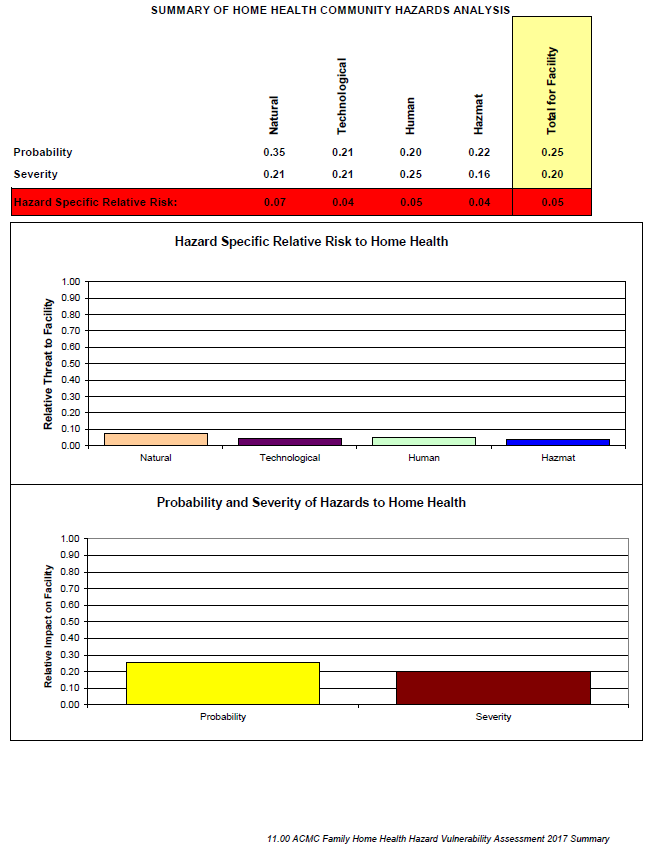 SUMMARY OF HOME HEALTH COMMUNITY HAZARDS ANALYSIS
Natural Technological Human Hazmat Total for Facility
Probability 0.35 0.21 0.20 0.22 0.25
Severity 0.21 0.21 0.25 0.16 0.20
Hazard Specific Relative Risk: 0.07 0.04 0.05 0.04 0.05
Hazard Specific Relative Risk to Home Health
Relative Threat to Facility
1.00
0.90
0.80
0.70
0.60
0.50
0.40
0.30
0.20
0.10
0.00
Natural Technological Human Hazmat
Probability and Severity of Hazards to Home Health
Relative Impact on Facility
1.00
0.90
0.80
0.70
0.60
0.50
0.40
0.30
0.20
0.10
0.00
Probability Severity
11.00 ACMC Family Home Health Hazard Vulnerability Assessment 2017 Summary